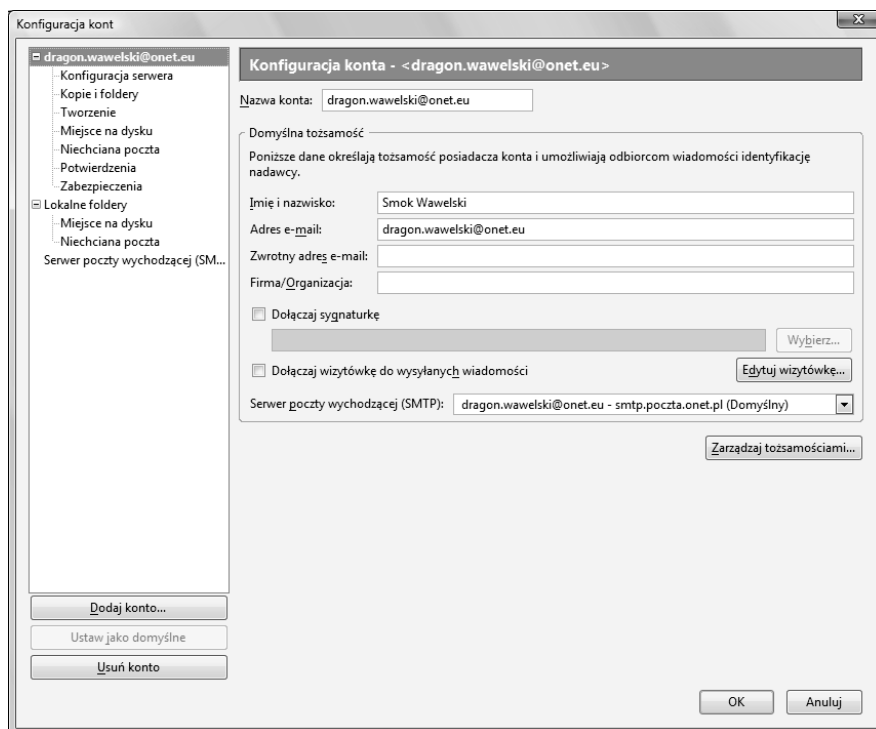 Konfiguracja kont
dragon.wawelski@onet.eu
Konfiguracja serwera
Kopie i foldery
Tworzenie
Miejsce na dysku
Niechciana poczta
Potwierdzenia
Zabezpieczenia
Lokalne foldery
Miejsce na dysku
Niechciana poczta
Serwer poczty wychodzącej (SM...
Dodaj konto...
Ustaw jako domyślne
Usuń konto
Konfiguracja konta - <dragon.wawelski@onet.eu>
Nazwa konta: dragon.wawelski@onet.eu
Domyślna tożsamość
Poniższe dane określają tożsamość posiadacza konta i umożliwiają odbiorcom wiadomości identyfikację
nadawcy.
Imię i nazwisko: Smok Wawelski
Adres e-mail: dragon.wawelski@onet.eu
Zwrotny adres e-mail:
Firma/Organizacja:
Dołączaj sygnaturkę
Wybierz...
Dołączaj wizytówkę do wysyłanych wiadomości Edytuj wizytówkę...
Serwer poczty wychodzącej (SMTP): dragon.wawelski@onet.eu - smtp.poczta.onet.pl (Domyślny)
Zarządzaj tożsamościami...
OK Anuluj